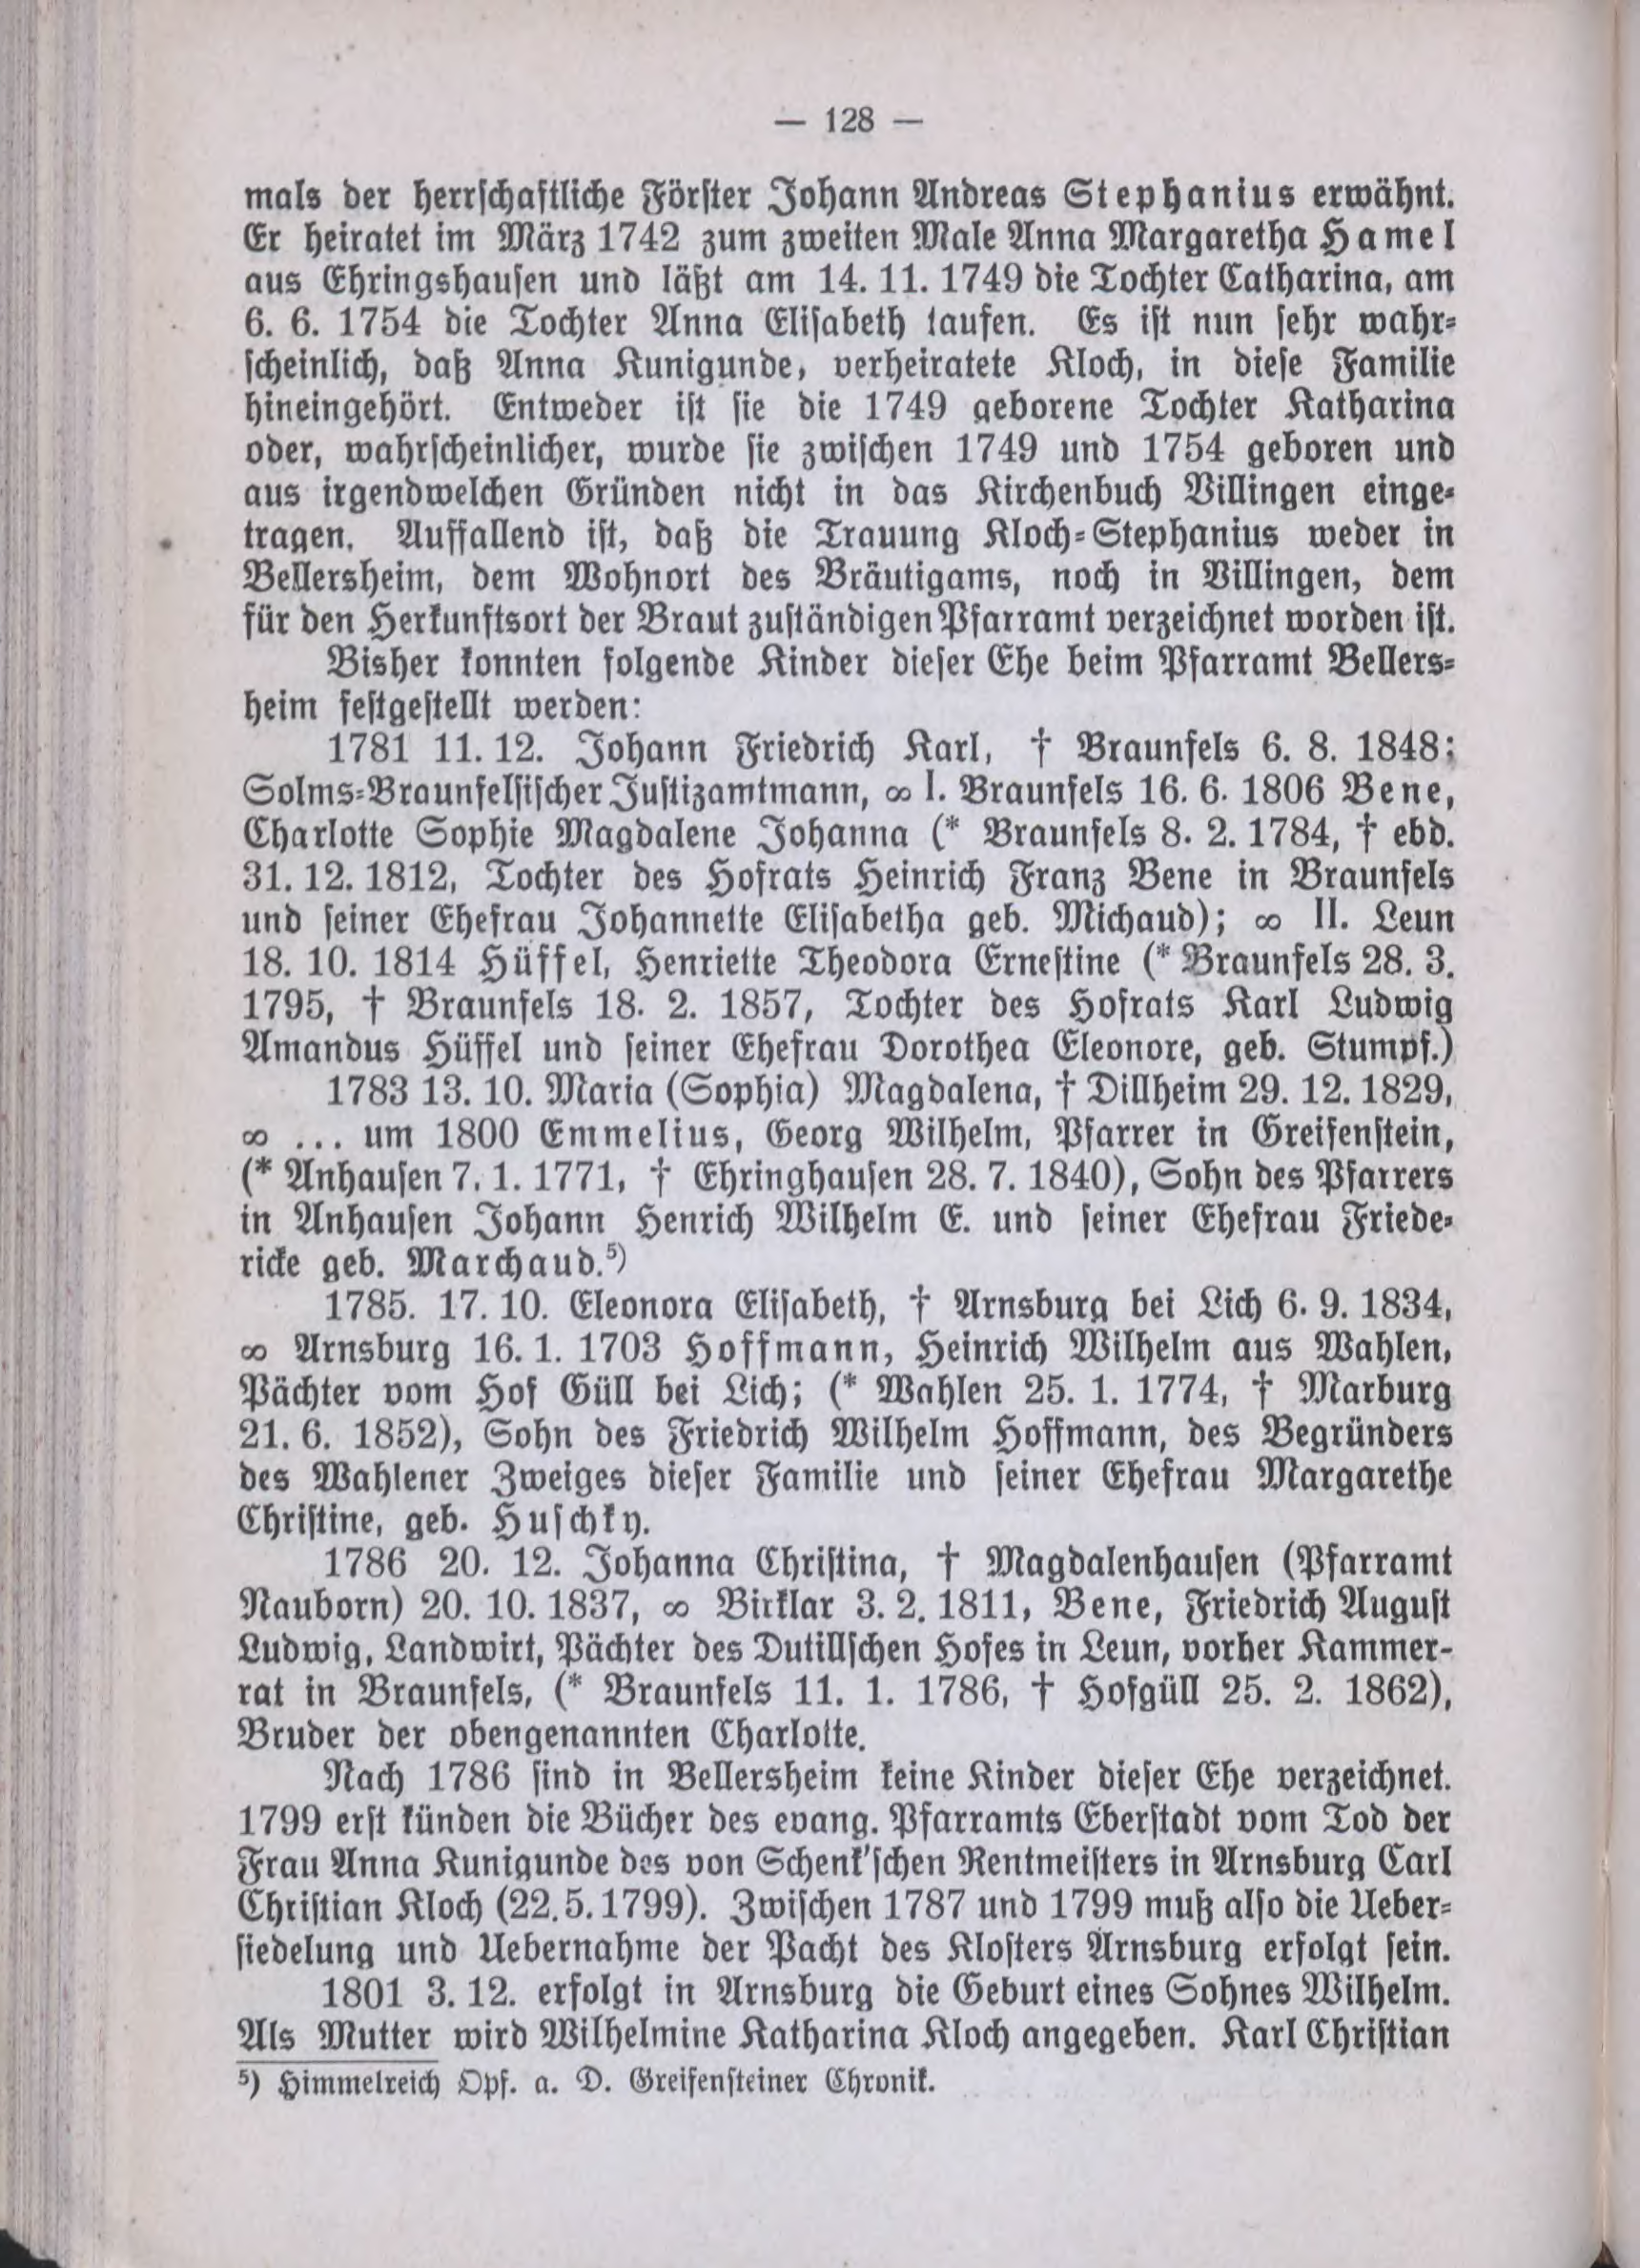 — 128 —
mals der herrschaftliche Förster Johann Andreas Stephanius erwähnt.
Er heiratet im März 1742 zum zweiten Male Anna Margaretha Hamel
aus Ehringshausen und läßt am 14. 11. 1749 die Tochter Catharina, am
6. 6. 1754 die Tochter Anna Elisabeth taufen. Es ist nun sehr wahr-
scheinlich, daß Anna Kunigunde, verheiratete Kloch, in diese Familie
hineingehört. Entweder ist sie die 1749 geborene Tochter Katharina
oder, wahrscheinlicher, wurde sie zwischen 1749 und 1754 geboren und
aus irgendwelchen Gründen nicht in das Kirchenbuch Villingen einge-
tragen. Auffallend ist, daß die Trauung Kloch-Stephanius weder in
Bellersheim, dem Wohnort des Bräutigams, noch in Villingen, dem
für den Herkunftsort der Braut zuständigen Pfarramt verzeichnet worden ist.
Bisher konnten folgende Kinder dieser Ehe beim Pfarramt Bellers-
heim festgestellt werden:
1781 11. 12. Johann Friedrich Karl, † Braunfels 6. 8. 1848;
Solms-Braunfelsischer Justizamtmann, ∞ I. Braunfels 16. 6. 1806 Bene,
Charlotte Sophie Magdalene Johanna (* Braunfels 8. 2. 1784, † ebd.
31. 12. 1812, Tochter des Hofrats Heinrich Franz Bene in Braunfels
und seiner Ehefrau Johannette Elisabetha geb. Michaud); ∞ II. Leun
18. 10. 1814 Hüffel, Henriette Theodora Ernestine (* Braunfels 28. 3.
1795, † Braunfels 18. 2. 1857, Tochter des Hofrats Karl Ludwig
Amandus Hüffel und seiner Ehefrau Dorothea Eleonore, geb. Stumpf.)
1783 13. 10. Maria (Sophia) Magdalena, † Dillheim 29. 12. 1829,
∞ ... um 1800 Emmelius, Georg Wilhelm, Pfarrer in Greifenstein,
(* Anhausen 7. 1. 1771, † Ehringhausen 28. 7. 1840), Sohn des Pfarrers
in Anhausen Johann Henrich Wilhelm E. und seiner Ehefrau Friede-
ricke geb. Marchaud.⁵)
1785. 17. 10. Eleonora Elisabeth, † Arnsburg bei Lich 6. 9. 1834,
∞ Arnsburg 16. 1. 1703 Hoffmann, Heinrich Wilhelm aus Wahlen,
Pächter vom Hof Güll bei Lich; (* Wahlen 25. 1. 1774, † Marburg
21. 6. 1852), Sohn des Friedrich Wilhelm Hoffmann, des Begründers
des Wahlener Zweiges dieser Familie und seiner Ehefrau Margarethe
Christine, geb. Huschky.
1786 20. 12. Johanna Christina, † Magdalenhausen (Pfarramt
Nauborn) 20. 10. 1837, ∞ Birklar 3. 2. 1811, Bene, Friedrich August
Ludwig, Landwirt, Pächter des Dutillschen Hofes in Leun, vorher Kammer-
rat in Braunfels, (* Braunfels 11. 1. 1786, † Hofgüll 25. 2. 1862),
Bruder der obengenannten Charlotte.
Nach 1786 sind in Bellersheim keine Kinder dieser Ehe verzeichnet.
1799 erst künden die Bücher des evang. Pfarramts Eberstadt vom Tod der
Frau Anna Kunigunde des von Schenk'schen Rentmeisters in Arnsburg Carl
Christian Kloch (22. 5. 1799). Zwischen 1787 und 1799 muß also die Ueber-
siedelung und Uebernahme der Pacht des Klosters Arnsburg erfolgt sein.
1801 3. 12. erfolgt in Arnsburg die Geburt eines Sohnes Wilhelm.
Als Mutter wird Wilhelmine Katharina Kloch angegeben. Karl Christian
⁵) Himmelreich Opf. a. D. Greifensteiner Chronik.